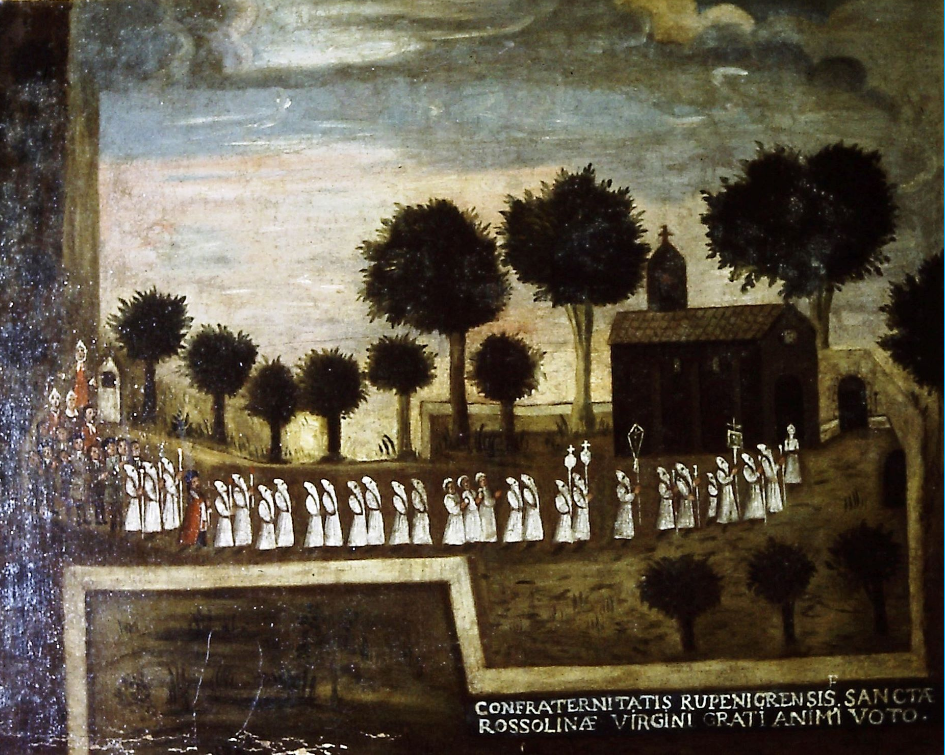 CONFRATERNITATIS RUPENIGRENSIS. SANCTÆ
ROSSOLINÆ VIRGINI GRATI ANIMI VOTO.